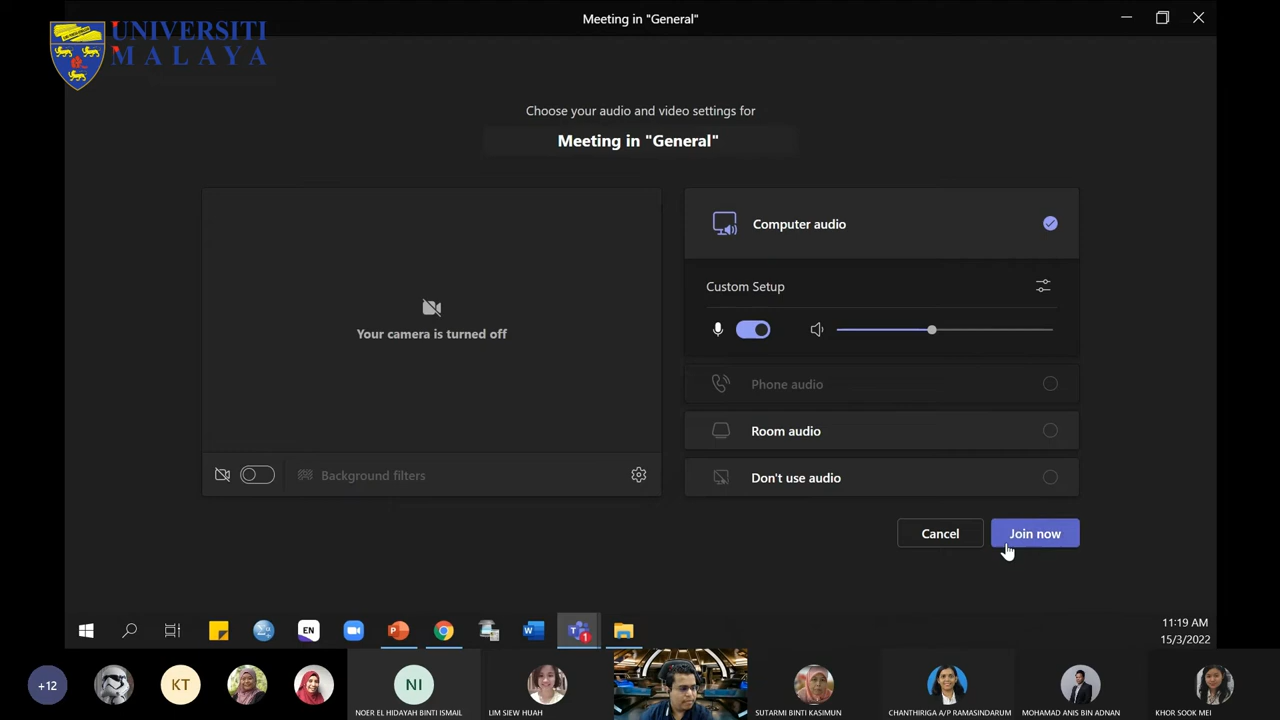 Meeting in "General"
UNIVERSITI
MALAYA
Choose your audio and video settings for
Meeting in "General"
Your camera is turned off
Background filters
Computer audio
Custom Setup
Phone audio
Room audio
Don't use audio
Cancel
Join now
EN
1
11:19 AM
15/3/2022
+12
KT
NI
NOER EL HIDAYAH BINTI ISMAIL
LIM SIEW HUAH
SUTARMI BINTI KASIMUN
CHANTHIRIGA A/P RAMASINDARUM
MOHAMAD ANIS BIN ADNAN
KHOR SOOK MEI